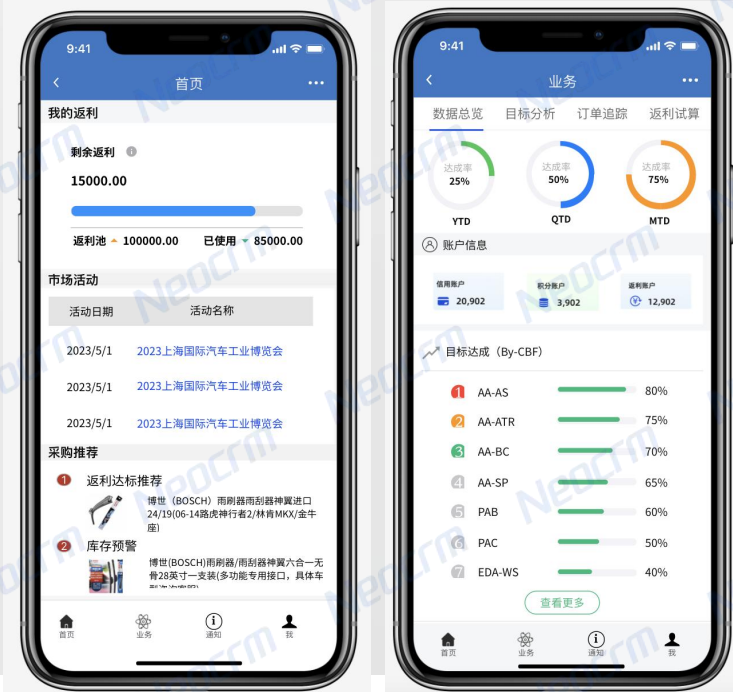 9:41
首页
我的返利
剩余返利
15000.00
返利池 100000.00 已使用 85000.00
市场活动
活动日期 活动名称
2023/5/1 2023上海国际汽车工业博览会
2023/5/1 2023上海国际汽车工业博览会
2023/5/1 2023上海国际汽车工业博览会
采购推荐
1 返利达标推荐
博世（BOSCH）雨刷器雨刮器神翼进口
24/19(06-14路虎神行者2/林肯MKX/金牛
座)
2 库存预警
博世(BOSCH)雨刷器/雨刮器神翼六合一无
骨28英寸一支装(多功能专用接口，具体车
首页 业务 通知 我
9:41
业务
数据总览 目标分析 订单追踪 返利试算
达成率 达成率 达成率
25% 50% 75%
YTD QTD MTD
账户信息
信用账户 积分账户 返利账户
20,902 3,902 12,902
目标达成（By-CBF）
1 AA-AS 80%
2 AA-ATR 75%
3 AA-BC 70%
4 AA-SP 65%
5 PAB 60%
6 PAC 50%
7 EDA-WS 40%
查看更多
首页 业务 通知 我
Neocrm